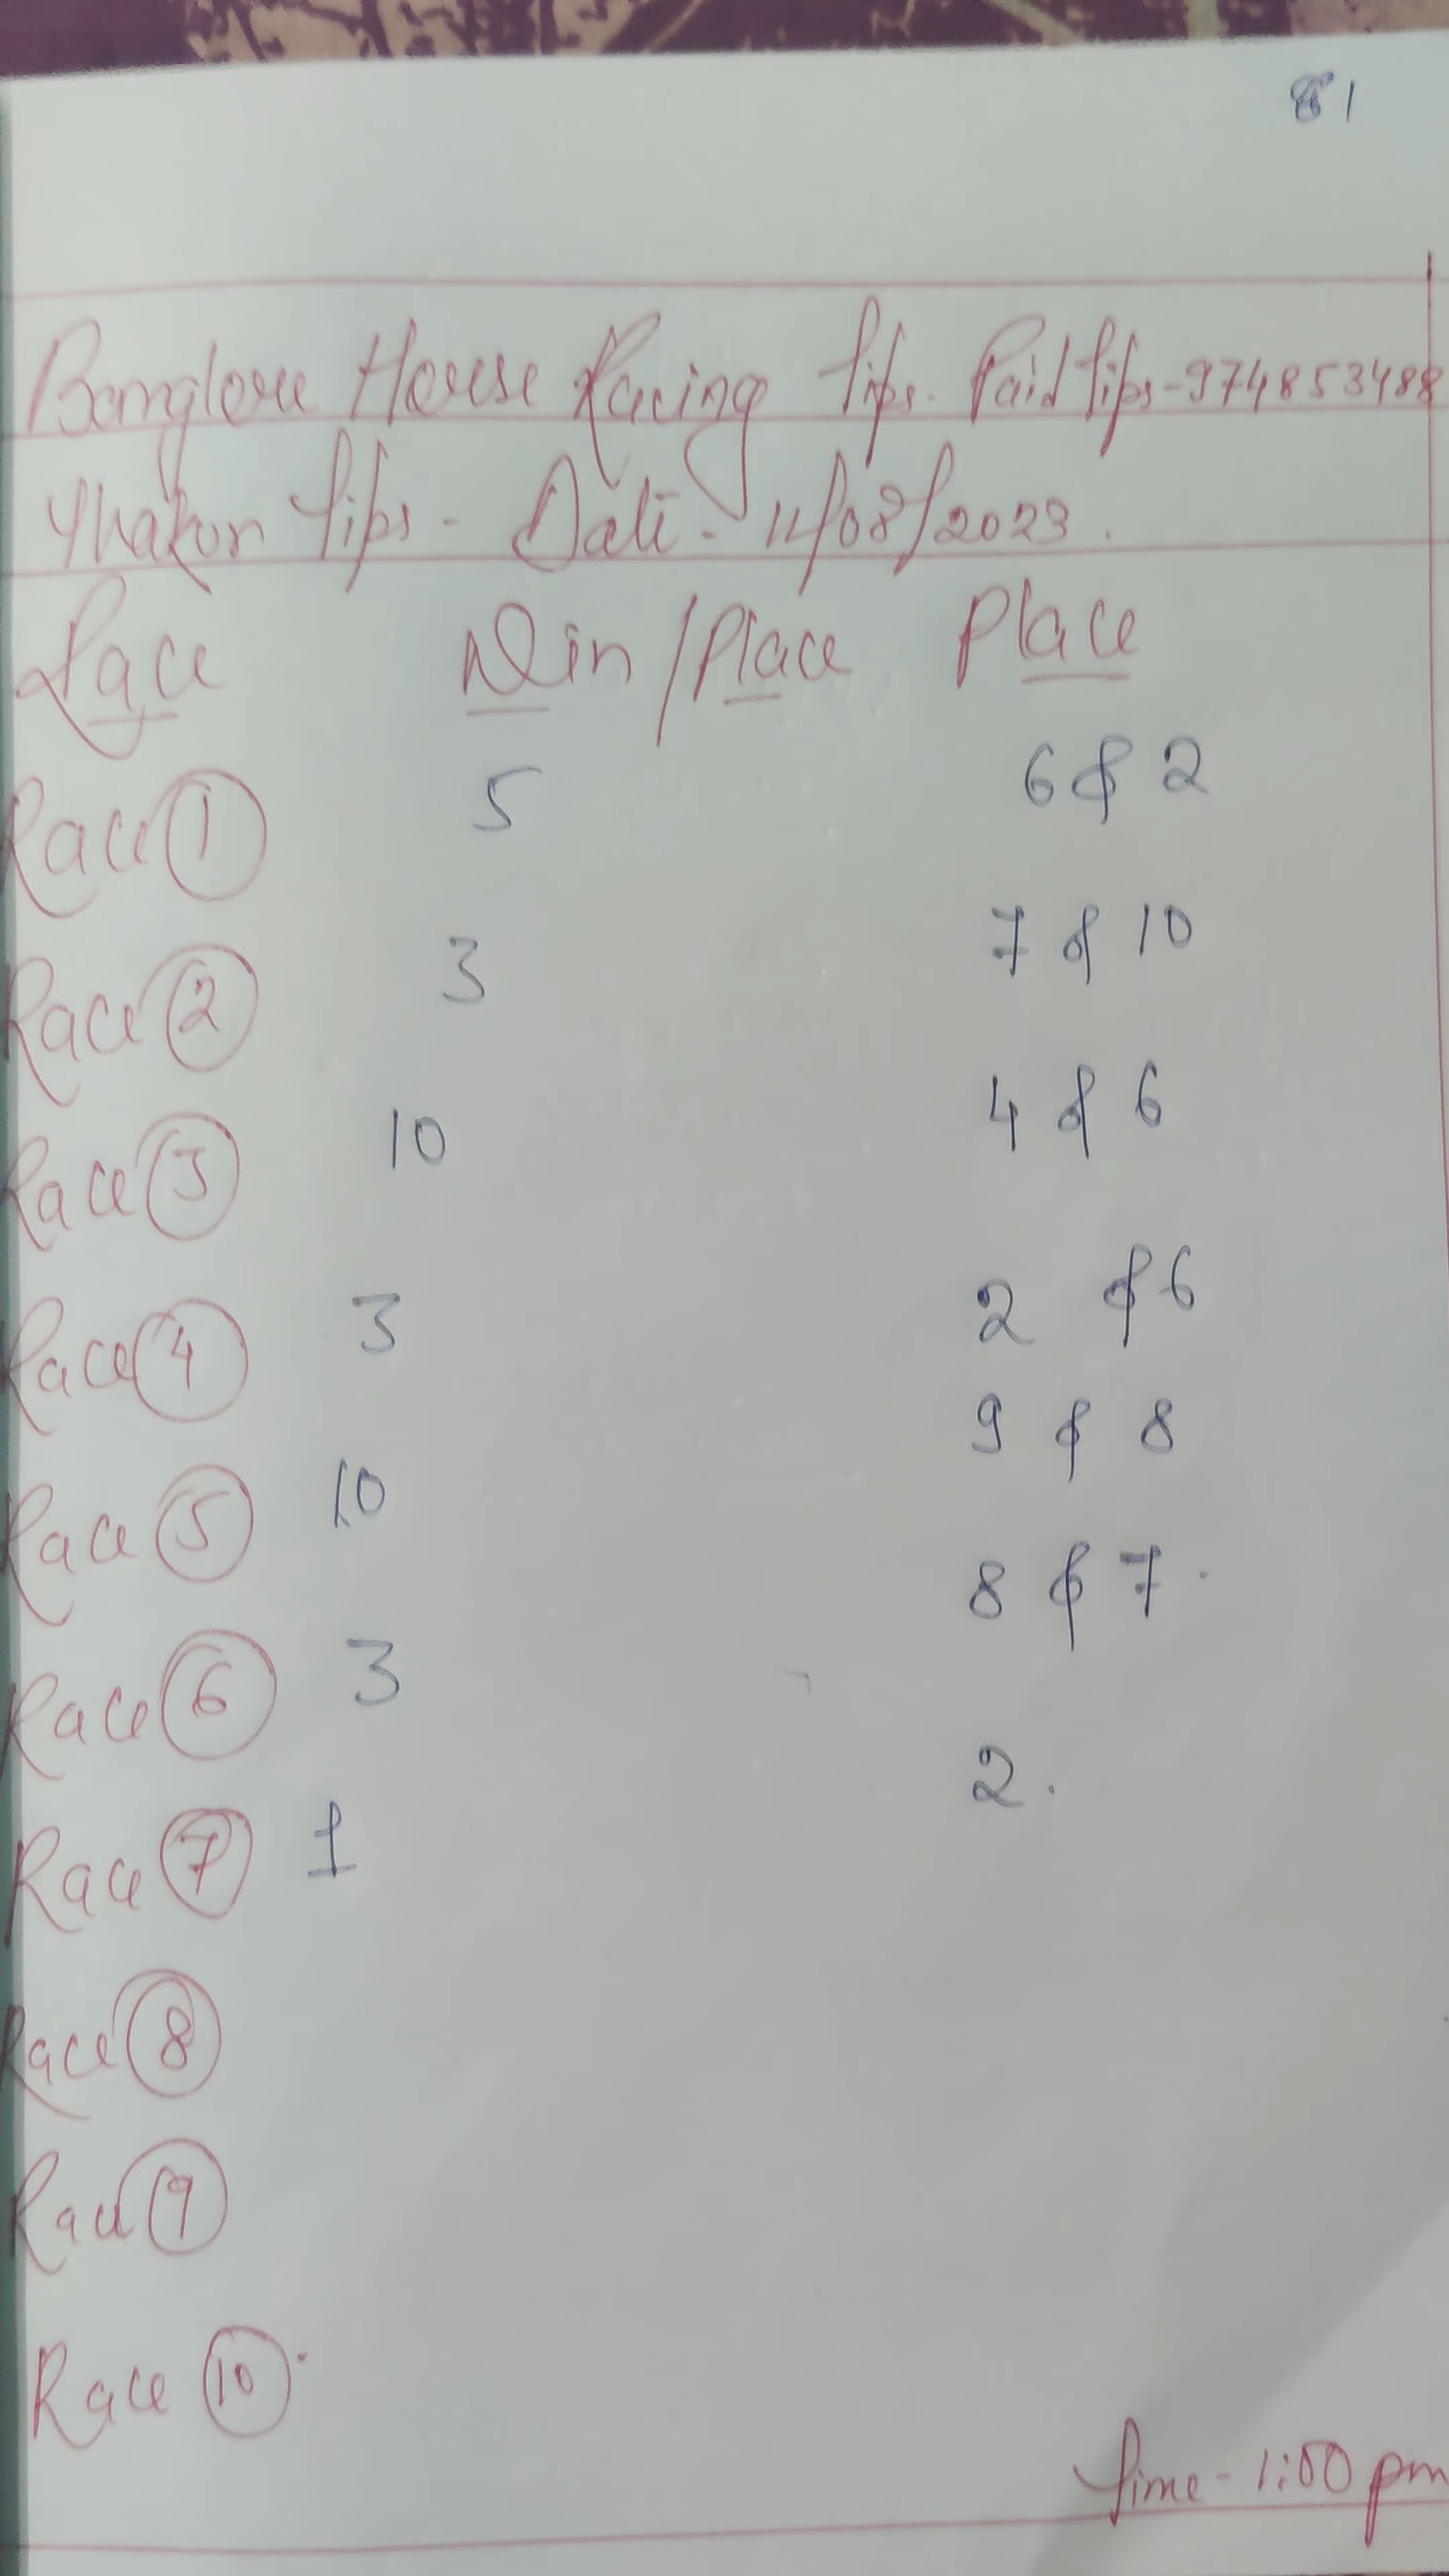 81
Banglore Horse Racing Tips. Paid Tips-974853488
Thakur Tips - Date - 11/08/2023.
Race Win/Place Place
Race 1 5 6 & 2
Race 2 3 7 & 10
Race 3 10 4 & 6
Race 4 3 2 & 6
Race 5 10 9 & 8
Race 6 3 8 & 7.
Race 7 1 2.
Race 8
Race 9
Race 10.
Time - 1:00 pm